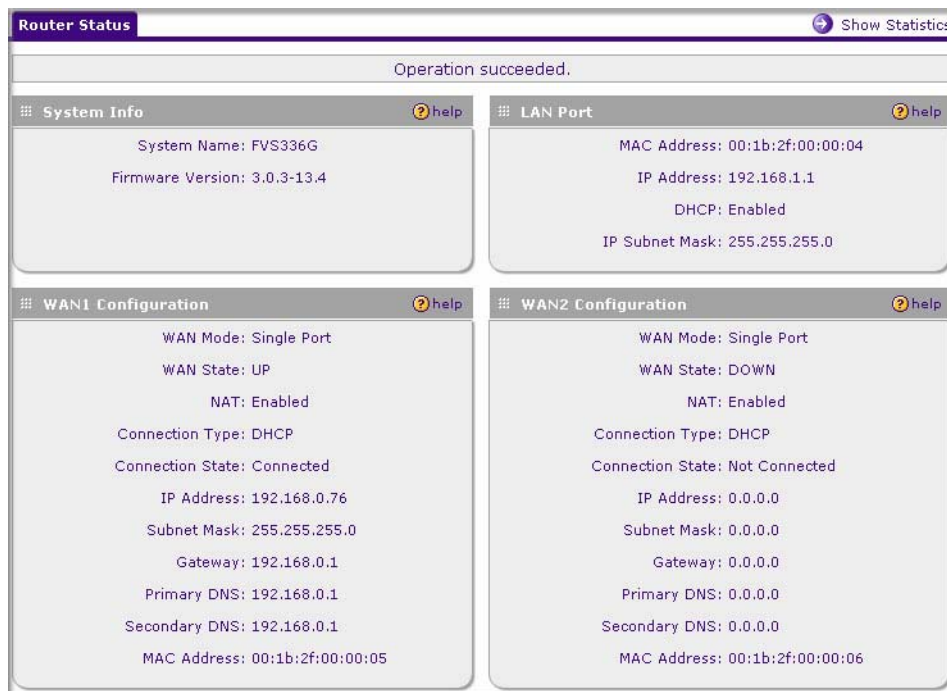 Router Status
Show Statistics
Operation succeeded.
System Info
help
System Name: FVS336G
Firmware Version: 3.0.3-13.4
LAN Port
help
MAC Address: 00:1b:2f:00:00:04
IP Address: 192.168.1.1
DHCP: Enabled
IP Subnet Mask: 255.255.255.0
WAN1 Configuration
help
WAN Mode: Single Port
WAN State: UP
NAT: Enabled
Connection Type: DHCP
Connection State: Connected
IP Address: 192.168.0.76
Subnet Mask: 255.255.255.0
Gateway: 192.168.0.1
Primary DNS: 192.168.0.1
Secondary DNS: 192.168.0.1
MAC Address: 00:1b:2f:00:00:05
WAN2 Configuration
help
WAN Mode: Single Port
WAN State: DOWN
NAT: Enabled
Connection Type: DHCP
Connection State: Not Connected
IP Address: 0.0.0.0
Subnet Mask: 0.0.0.0
Gateway: 0.0.0.0
Primary DNS: 0.0.0.0
Secondary DNS: 0.0.0.0
MAC Address: 00:1b:2f:00:00:06